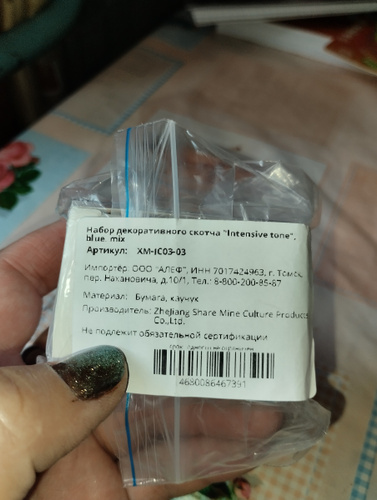 Набор декоративного скотча "Intensive tone",
blue mix
Артикул: XM-IC03-03
Импортёр: ООО "АЛЕФ", ИНН 7017424963, г. Томск,
пер. Нахановича, д.10/1, Тел.: 8-800-200-85-87
Материал: Бумага, каучук
Производитель: Zhejiang Share Mine Culture Products
Co.,Ltd.
Не подлежит обязательной сертификации
4680086467391